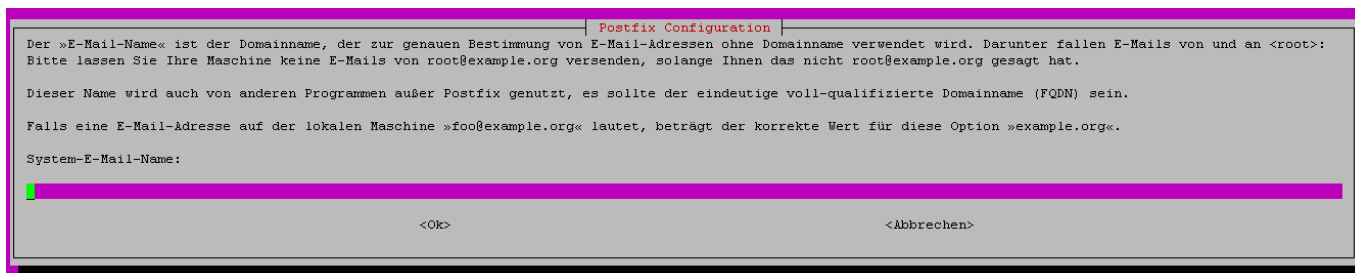 Postfix Configuration
Der »E-Mail-Name« ist der Domainname, der zur genauen Bestimmung von E-Mail-Adressen ohne Domainname verwendet wird. Darunter fallen E-Mails von und an <root>:
Bitte lassen Sie Ihre Maschine keine E-Mails von root@example.org versenden, solange Ihnen das nicht root@example.org gesagt hat.
Dieser Name wird auch von anderen Programmen außer Postfix genutzt, es sollte der eindeutige voll-qualifizierte Domainname (FQDN) sein.
Falls eine E-Mail-Adresse auf der lokalen Maschine »foo@example.org« lautet, beträgt der korrekte Wert für diese Option »example.org«.
System-E-Mail-Name:
<Ok> <Abbrechen>